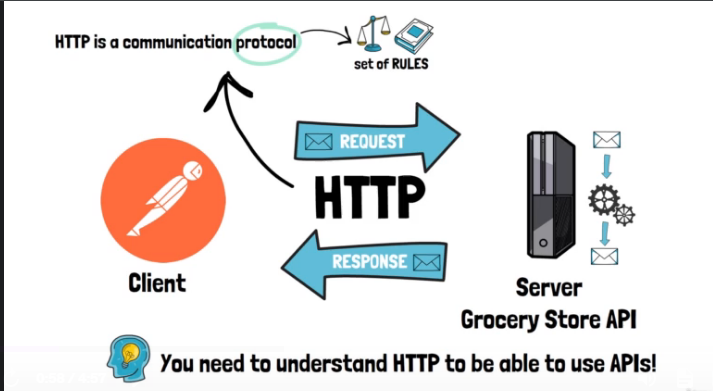 HTTP is a communication protocol
set of RULES
REQUEST
HTTP
RESPONSE
Client
Server
Grocery Store API
You need to understand HTTP to be able to use APIs!